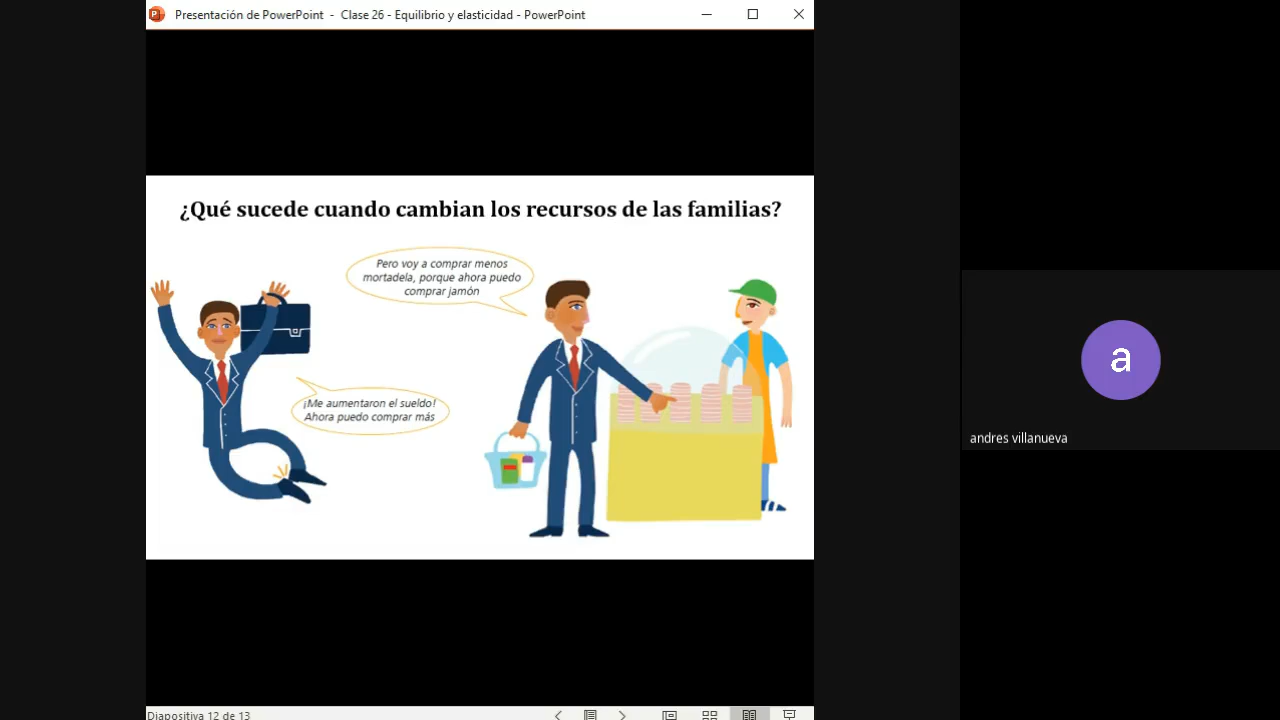 Presentación de PowerPoint - Clase 26 - Equilibrio y elasticidad - PowerPoint
¿Qué sucede cuando cambian los recursos de las familias?
Pero voy a comprar menos
mortadela, porque ahora puedo
comprar jamón
¡Me aumentaron el sueldo!
Ahora puedo comprar más
a
andres villanueva
Diapositiva 12 de 13